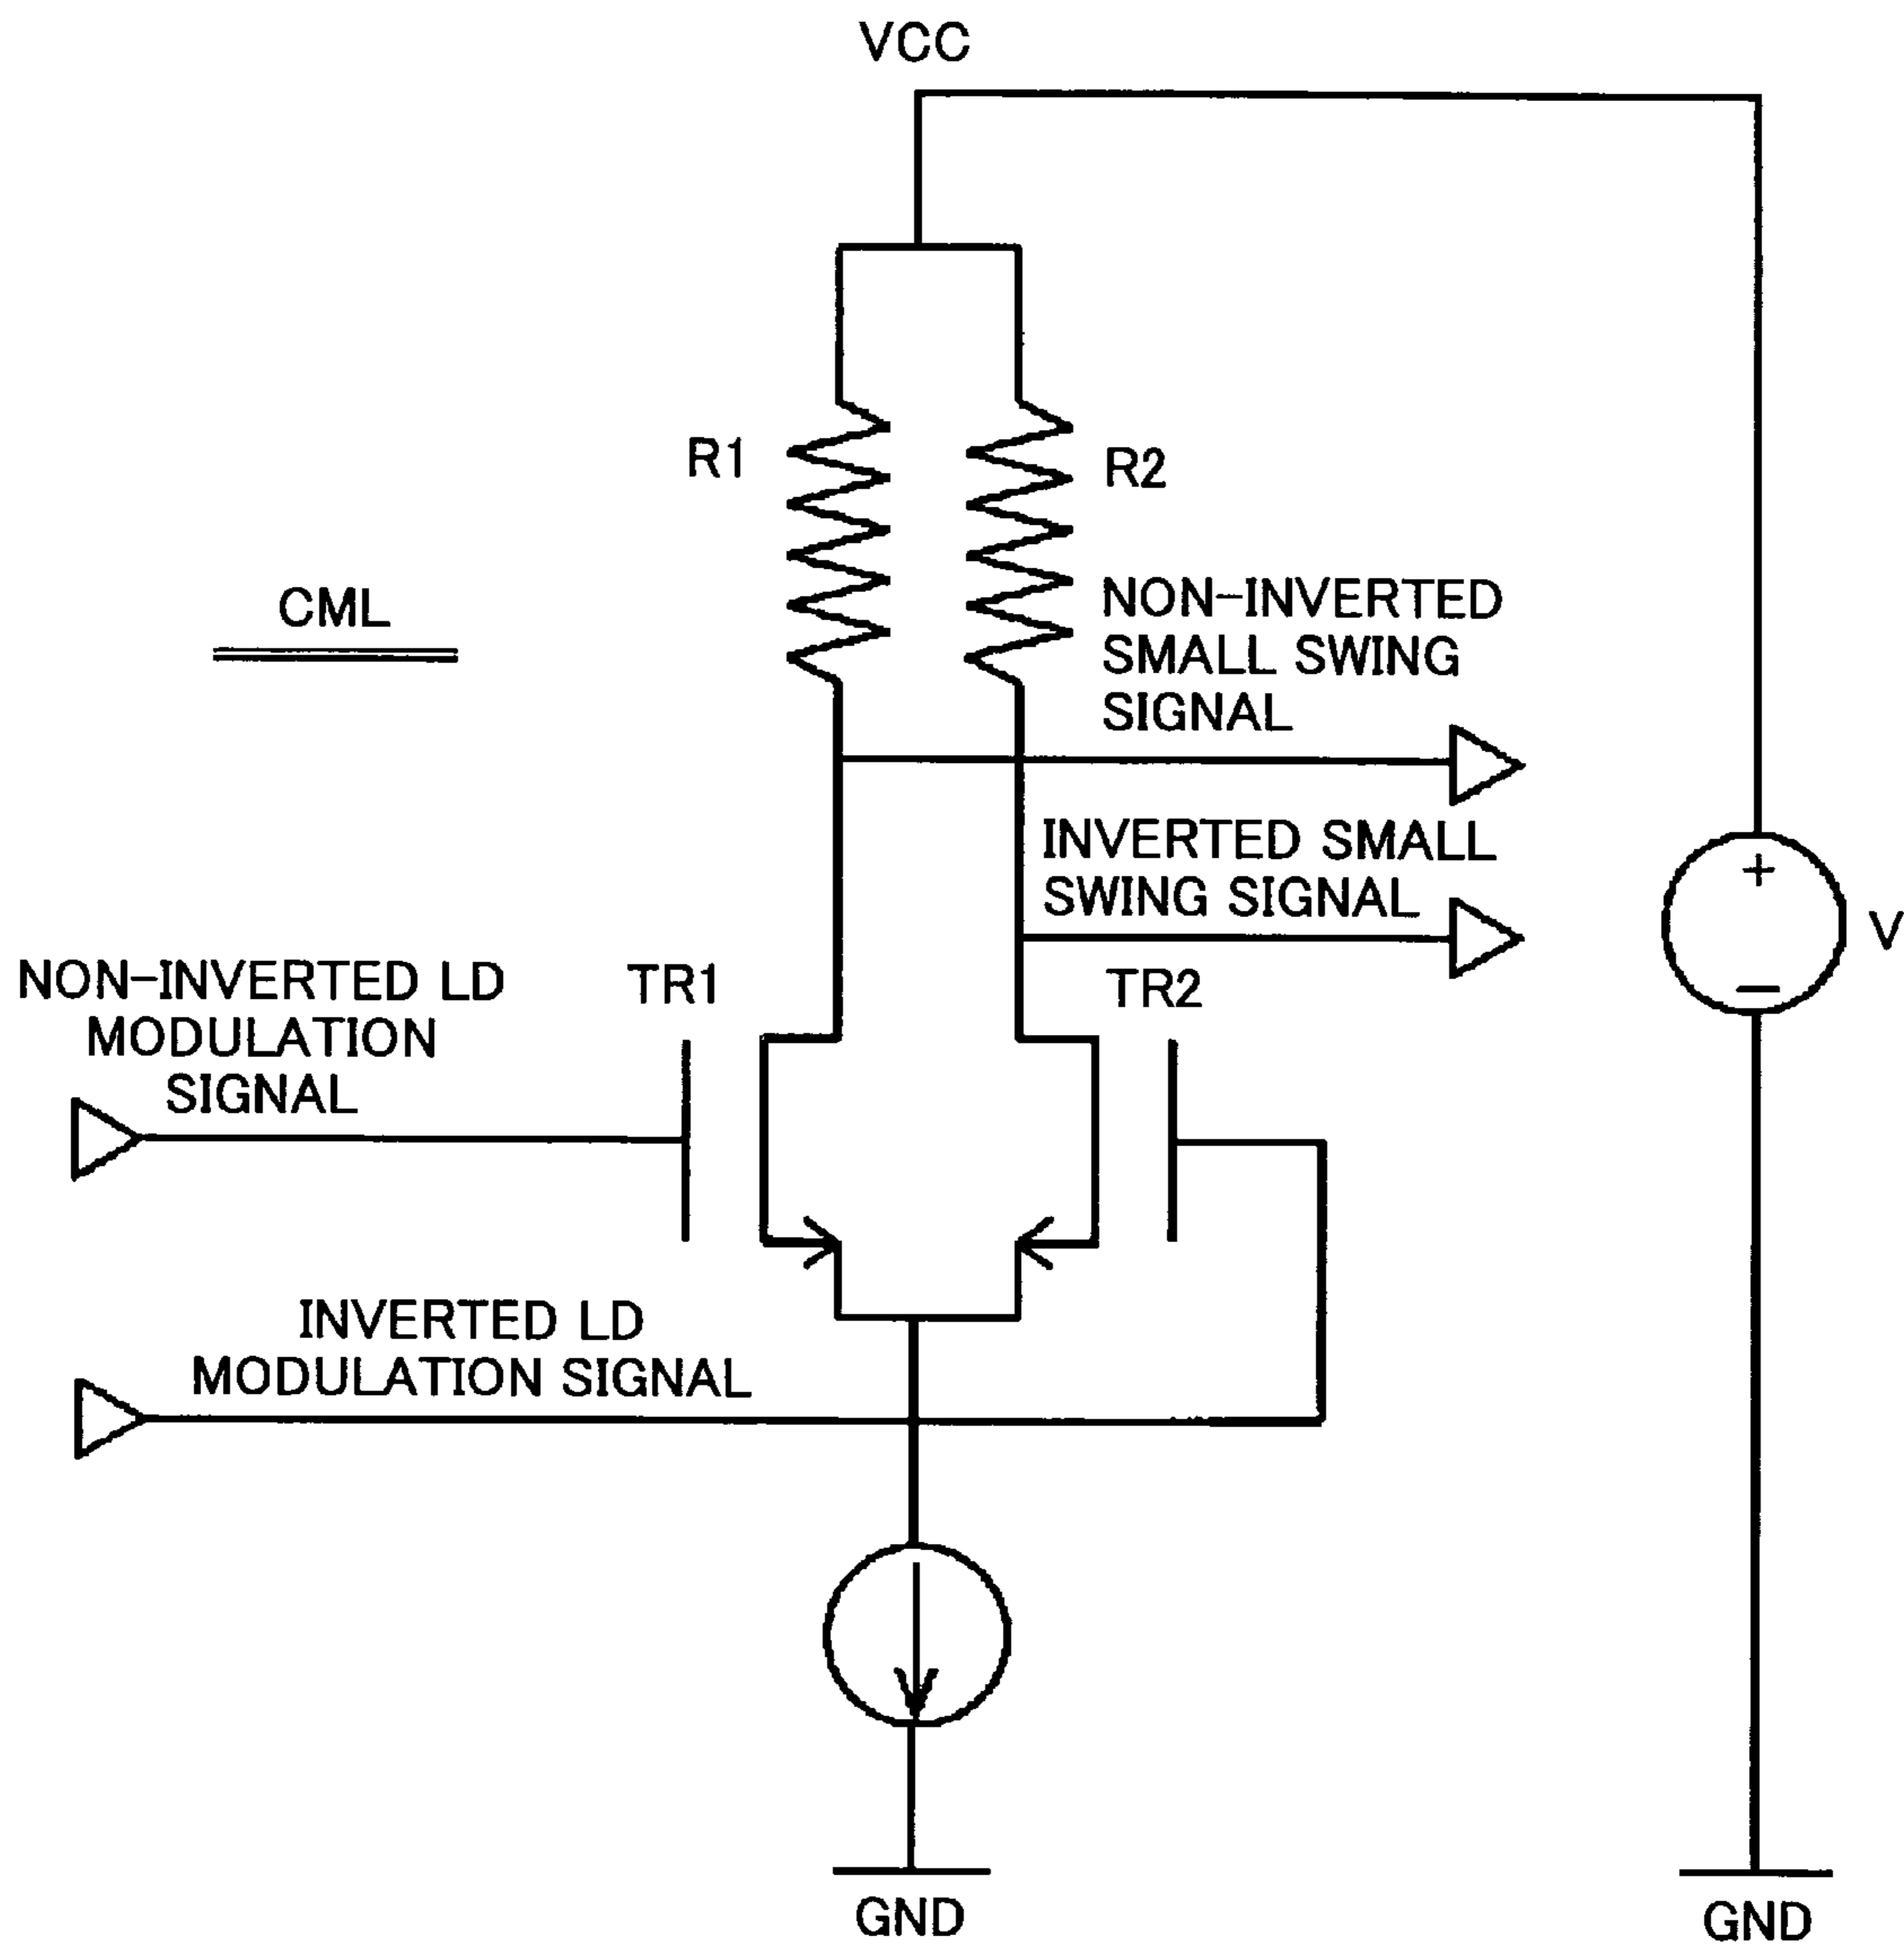 VCC
R1
R2
CML
NON-INVERTED
SMALL SWING
SIGNAL
INVERTED SMALL
SWING SIGNAL
+
−
V
NON-INVERTED LD
MODULATION
SIGNAL
TR1
TR2
INVERTED LD
MODULATION SIGNAL
GND
GND